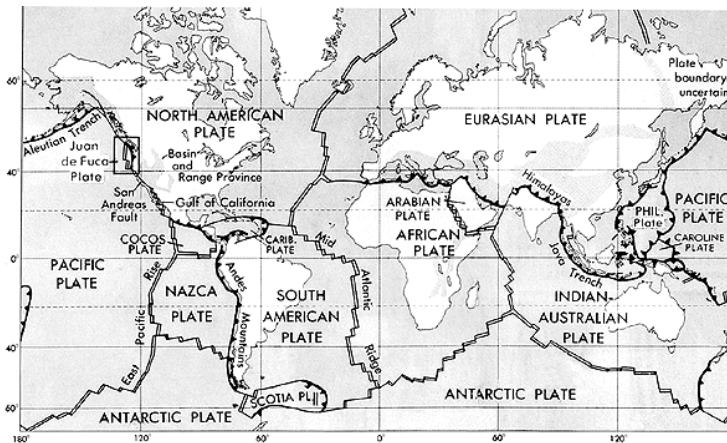 Plate
boundary
uncertain
60°
NORTH AMERICAN
PLATE
EURASIAN PLATE
Aleutian Trench
Juan
de Fuca
Plate
Basin
and
Range Province
40°
San
Andreas
Fault
Gulf of California
Himalayas
ARABIAN
PLATE
AFRICAN
PLATE
PHIL.
Plate
PACIFIC
PLATE
CAROLINE
PLATE
20°
COCOS
PLATE
CARIB.
PLATE
Mid
Atlantic
Ridge
Java Trench
0°
PACIFIC
PLATE
East Pacific Rise
NAZCA
PLATE
Andes
Mountains
SOUTH
AMERICAN
PLATE
INDIAN-
AUSTRALIAN
PLATE
20°
40°
ANTARCTIC PLATE
SCOTIA PL.
ANTARCTIC PLATE
60°
180°
120°
60°
0°
60°
120°